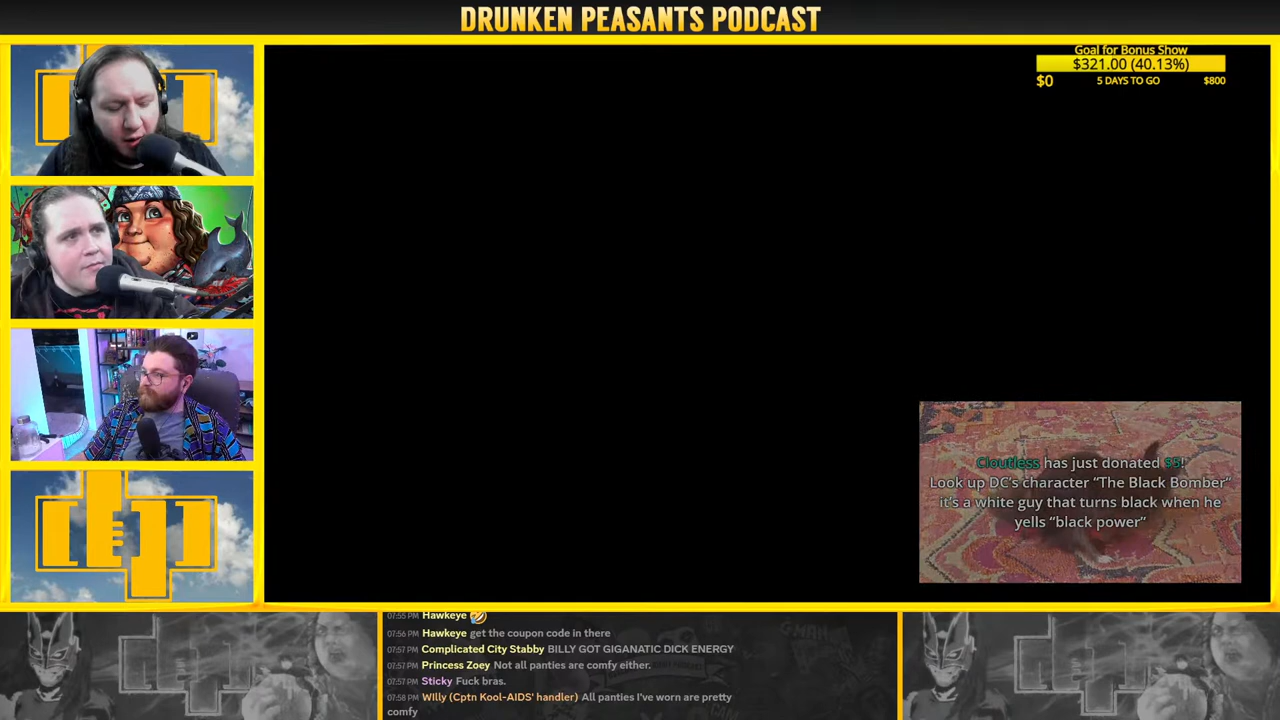 DRUNKEN PEASANTS PODCAST
Goal for Bonus Show
$321.00 (40.13%)
$0 5 DAYS TO GO $800
Cloutless has just donated $5!
Look up DC's character “The Black Bomber”
it's a white guy that turns black when he
yells “black power”
07:55 PM Hawkeye 🤣
07:56 PM Hawkeye get the coupon code in there
07:57 PM Complicated City Stabby BILLY GOT GIGANATIC DICK ENERGY
07:57 PM Princess Zoey Not all panties are comfy either.
07:57 PM Sticky Fuck bras.
07:58 PM WIlly (Cptn Kool-AIDS' handler) All panties I've worn are pretty
comfy